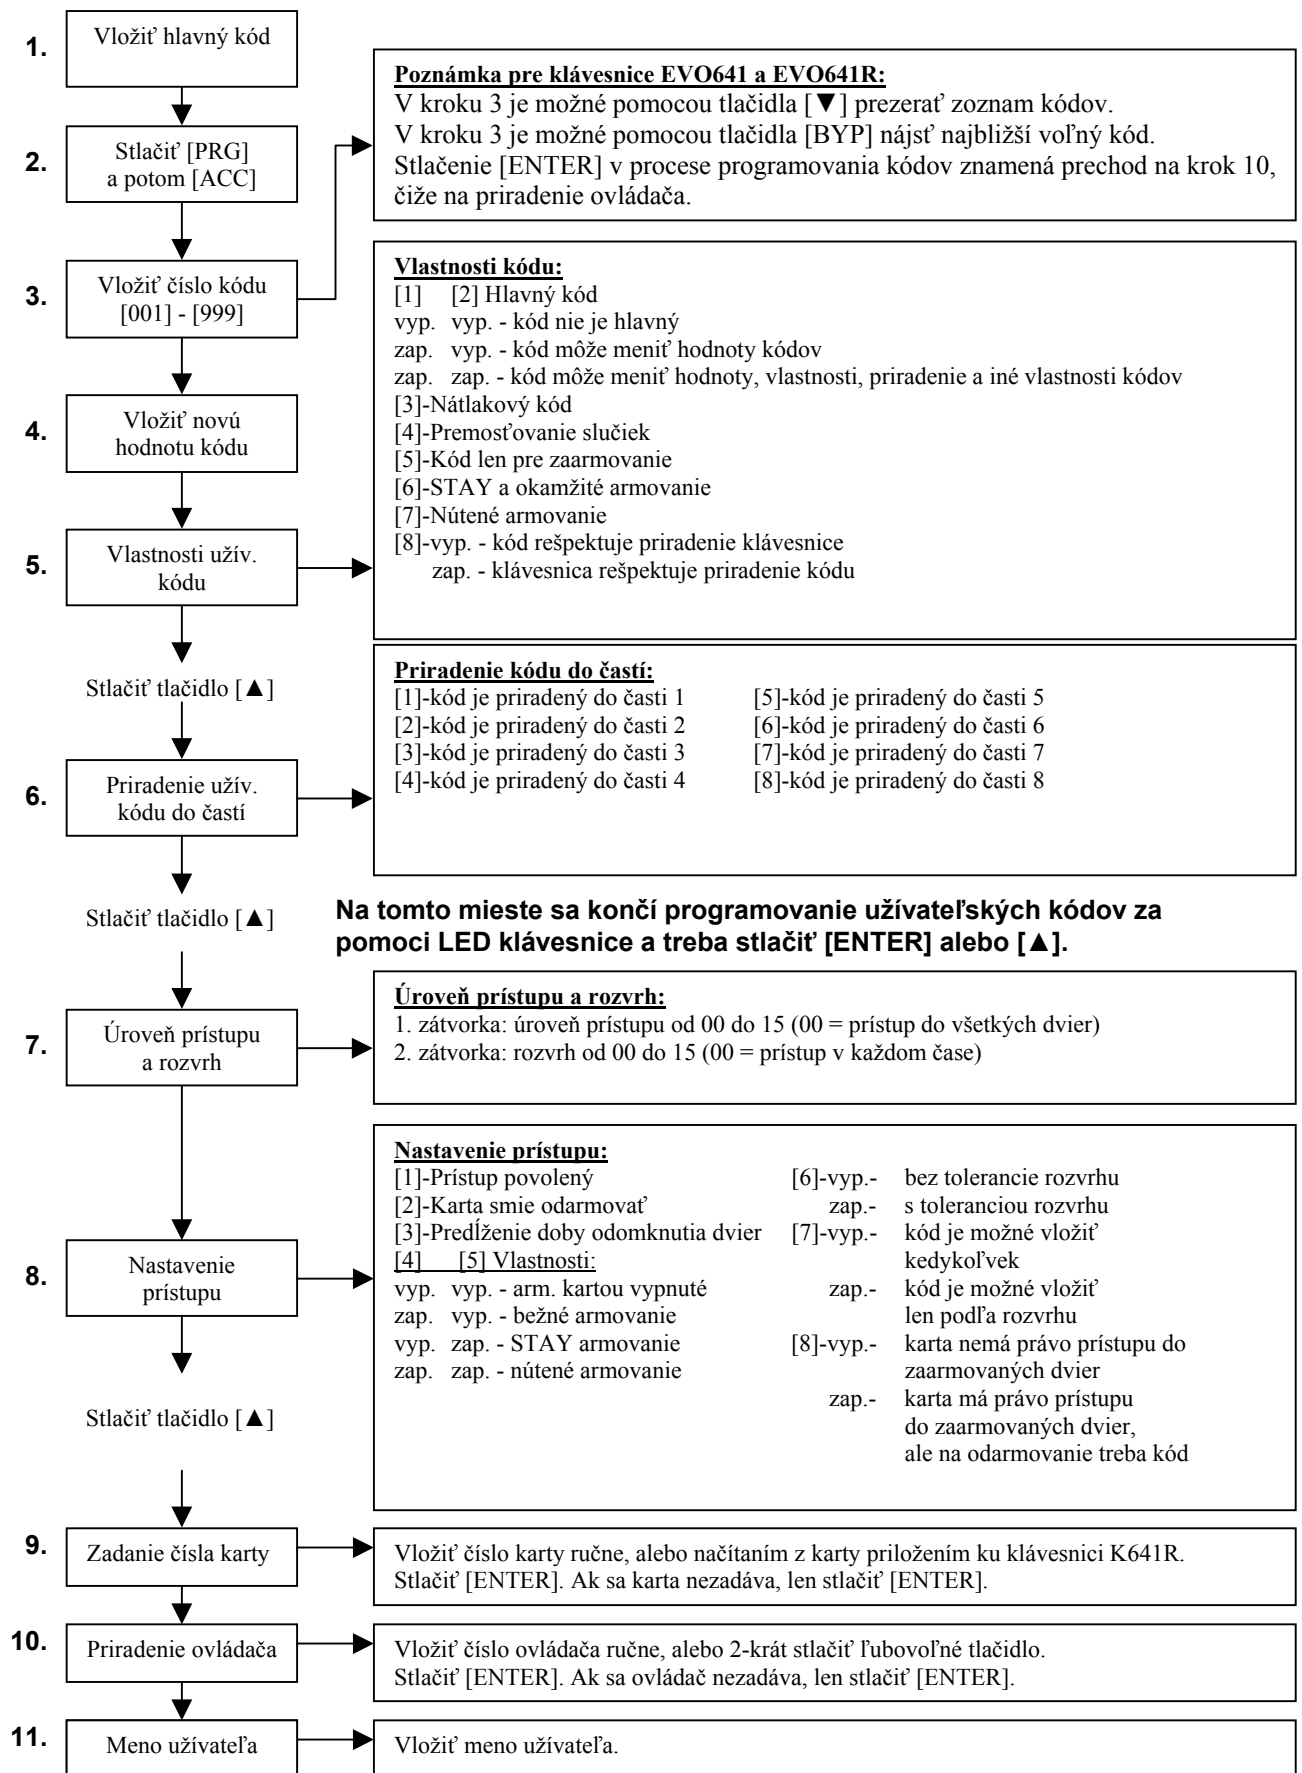 1.
Vložiť hlavný kód
2.
Stlačiť [PRG]
a potom [ACC]
Poznámka pre klávesnice EVO641 a EVO641R:
V kroku 3 je možné pomocou tlačidla [▼] prezerať zoznam kódov.
V kroku 3 je možné pomocou tlačidla [BYP] nájsť najbližší voľný kód.
Stlačenie [ENTER] v procese programovania kódov znamená prechod na krok 10,
čiže na priradenie ovládača.
3.
Vložiť číslo kódu
[001] - [999]
4.
Vložiť novú
hodnotu kódu
5.
Vlastnosti užív.
kódu
Vlastnosti kódu:
[1] [2] Hlavný kód
vyp. vyp. - kód nie je hlavný
zap. vyp. - kód môže meniť hodnoty kódov
zap. zap. - kód môže meniť hodnoty, vlastnosti, priradenie a iné vlastnosti kódov
[3]-Nátlakový kód
[4]-Premosťovanie slučiek
[5]-Kód len pre zaarmovanie
[6]-STAY a okamžité armovanie
[7]-Nútené armovanie
[8]-vyp. - kód rešpektuje priradenie klávesnice
zap. - klávesnica rešpektuje priradenie kódu
Stlačiť tlačidlo [▲]
6.
Priradenie užív.
kódu do častí
Priradenie kódu do častí:
[1]-kód je priradený do časti 1 [5]-kód je priradený do časti 5
[2]-kód je priradený do časti 2 [6]-kód je priradený do časti 6
[3]-kód je priradený do časti 3 [7]-kód je priradený do časti 7
[4]-kód je priradený do časti 4 [8]-kód je priradený do časti 8
Stlačiť tlačidlo [▲]
Na tomto mieste sa končí programovanie užívateľských kódov za
pomoci LED klávesnice a treba stlačiť [ENTER] alebo [▲].
7.
Úroveň prístupu
a rozvrh
Úroveň prístupu a rozvrh:
1. zátvorka: úroveň prístupu od 00 do 15 (00 = prístup do všetkých dvier)
2. zátvorka: rozvrh od 00 do 15 (00 = prístup v každom čase)
8.
Nastavenie
prístupu
Nastavenie prístupu:
[1]-Prístup povolený
[2]-Karta smie odarmovať
[3]-Predĺženie doby odomknutia dvier
[4] [5] Vlastnosti:
vyp. vyp. - arm. kartou vypnuté
zap. vyp. - bežné armovanie
vyp. zap. - STAY armovanie
zap. zap. - nútené armovanie
[6]-vyp.- bez tolerancie rozvrhu
zap.- s toleranciou rozvrhu
[7]-vyp.- kód je možné vložiť
kedykoľvek
zap.- kód je možné vložiť
len podľa rozvrhu
[8]-vyp.- karta nemá právo prístupu do
zaarmovaných dvier
zap.- karta má právo prístupu
do zaarmovaných dvier,
ale na odarmovanie treba kód
Stlačiť tlačidlo [▲]
9.
Zadanie čísla karty
Vložiť číslo karty ručne, alebo načítaním z karty priložením ku klávesnici K641R.
Stlačiť [ENTER]. Ak sa karta nezadáva, len stlačiť [ENTER].
10.
Priradenie ovládača
Vložiť číslo ovládača ručne, alebo 2-krát stlačiť ľubovoľné tlačidlo.
Stlačiť [ENTER]. Ak sa ovládač nezadáva, len stlačiť [ENTER].
11.
Meno užívateľa
Vložiť meno užívateľa.